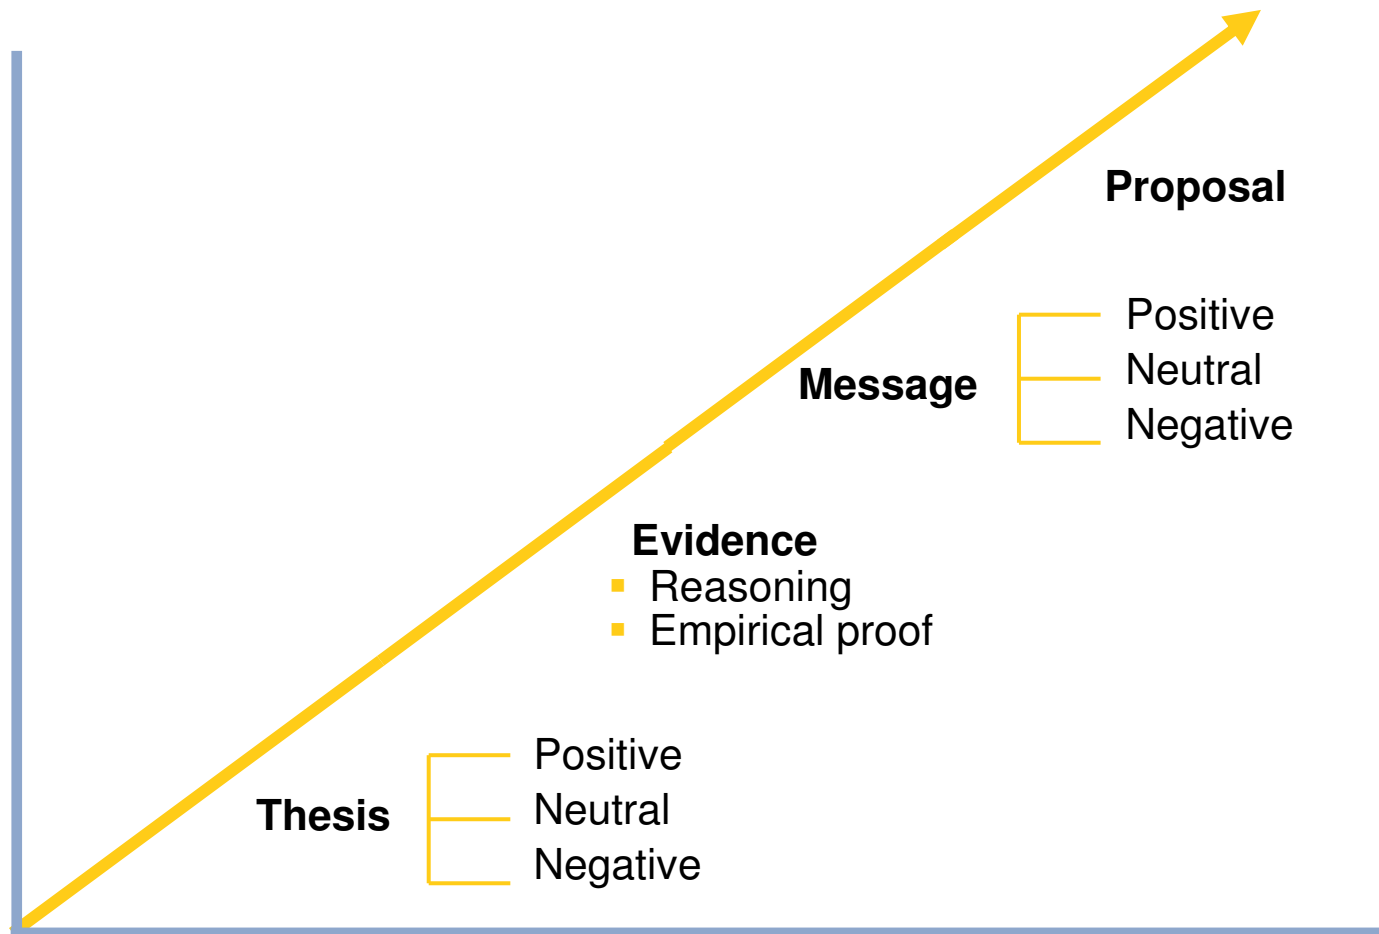 Proposal
Positive
Neutral
Message
Negative
Evidence
Reasoning
Empirical proof
Positive
Neutral
Thesis
Negative